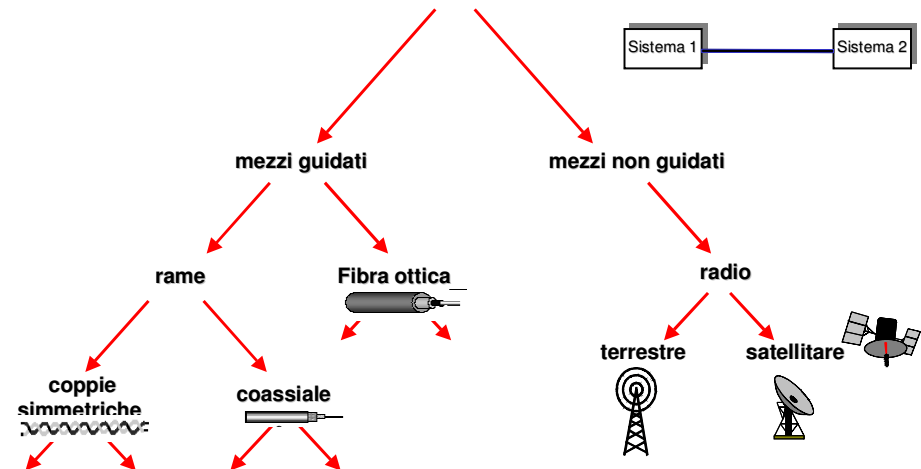 Sistema 1
Sistema 2
mezzi guidati
mezzi non guidati
rame
Fibra ottica
radio
terrestre
satellitare
coppie
simmetriche
coassiale